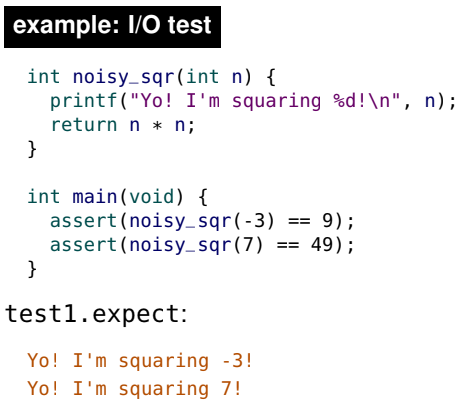 example: I/O test
int noisy_sqr(int n) {
  printf("Yo! I'm squaring %d!\n", n);
  return n * n;
}
int main(void) {
  assert(noisy_sqr(-3) == 9);
  assert(noisy_sqr(7) == 49);
}
test1.expect:
Yo! I'm squaring -3!
Yo! I'm squaring 7!